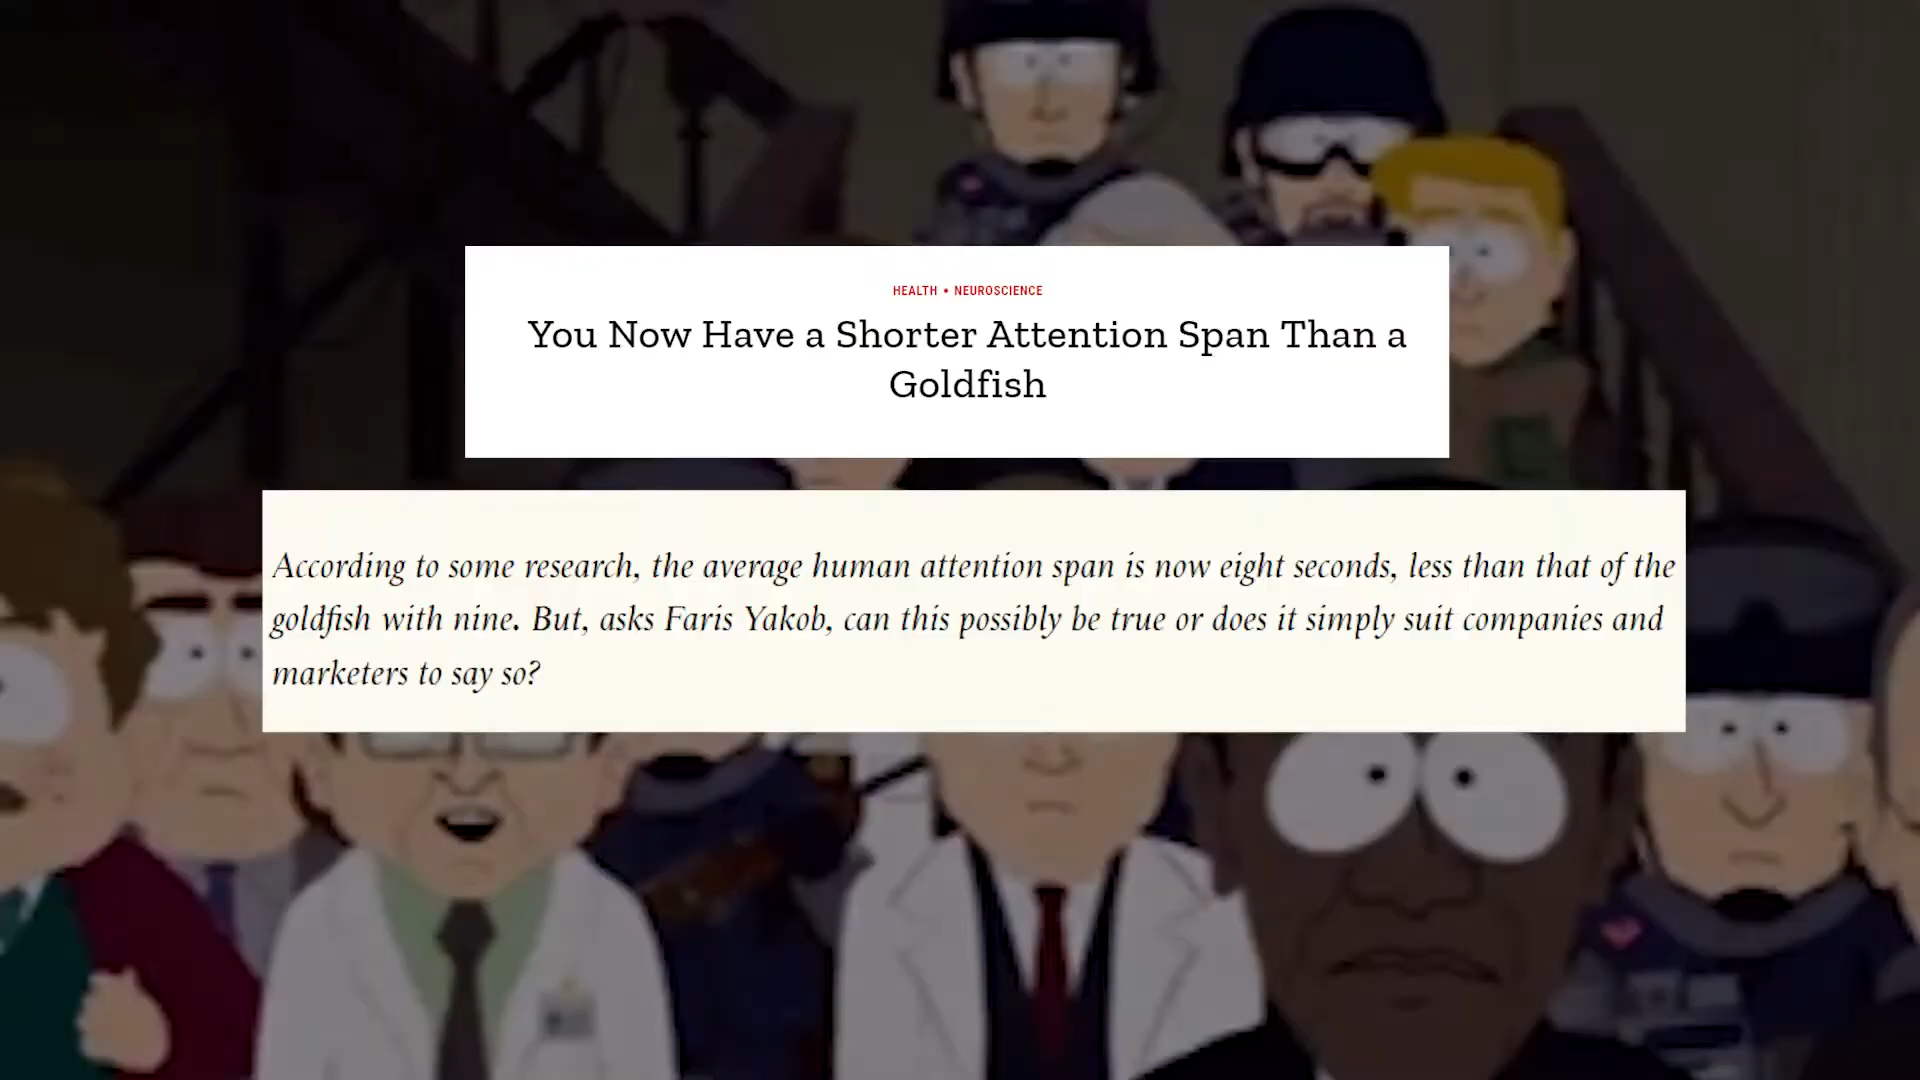 HEALTH • NEUROSCIENCE
You Now Have a Shorter Attention Span Than a
Goldfish
According to some research, the average human attention span is now eight seconds, less than that of the
goldfish with nine. But, asks Faris Yakob, can this possibly be true or does it simply suit companies and
marketers to say so?